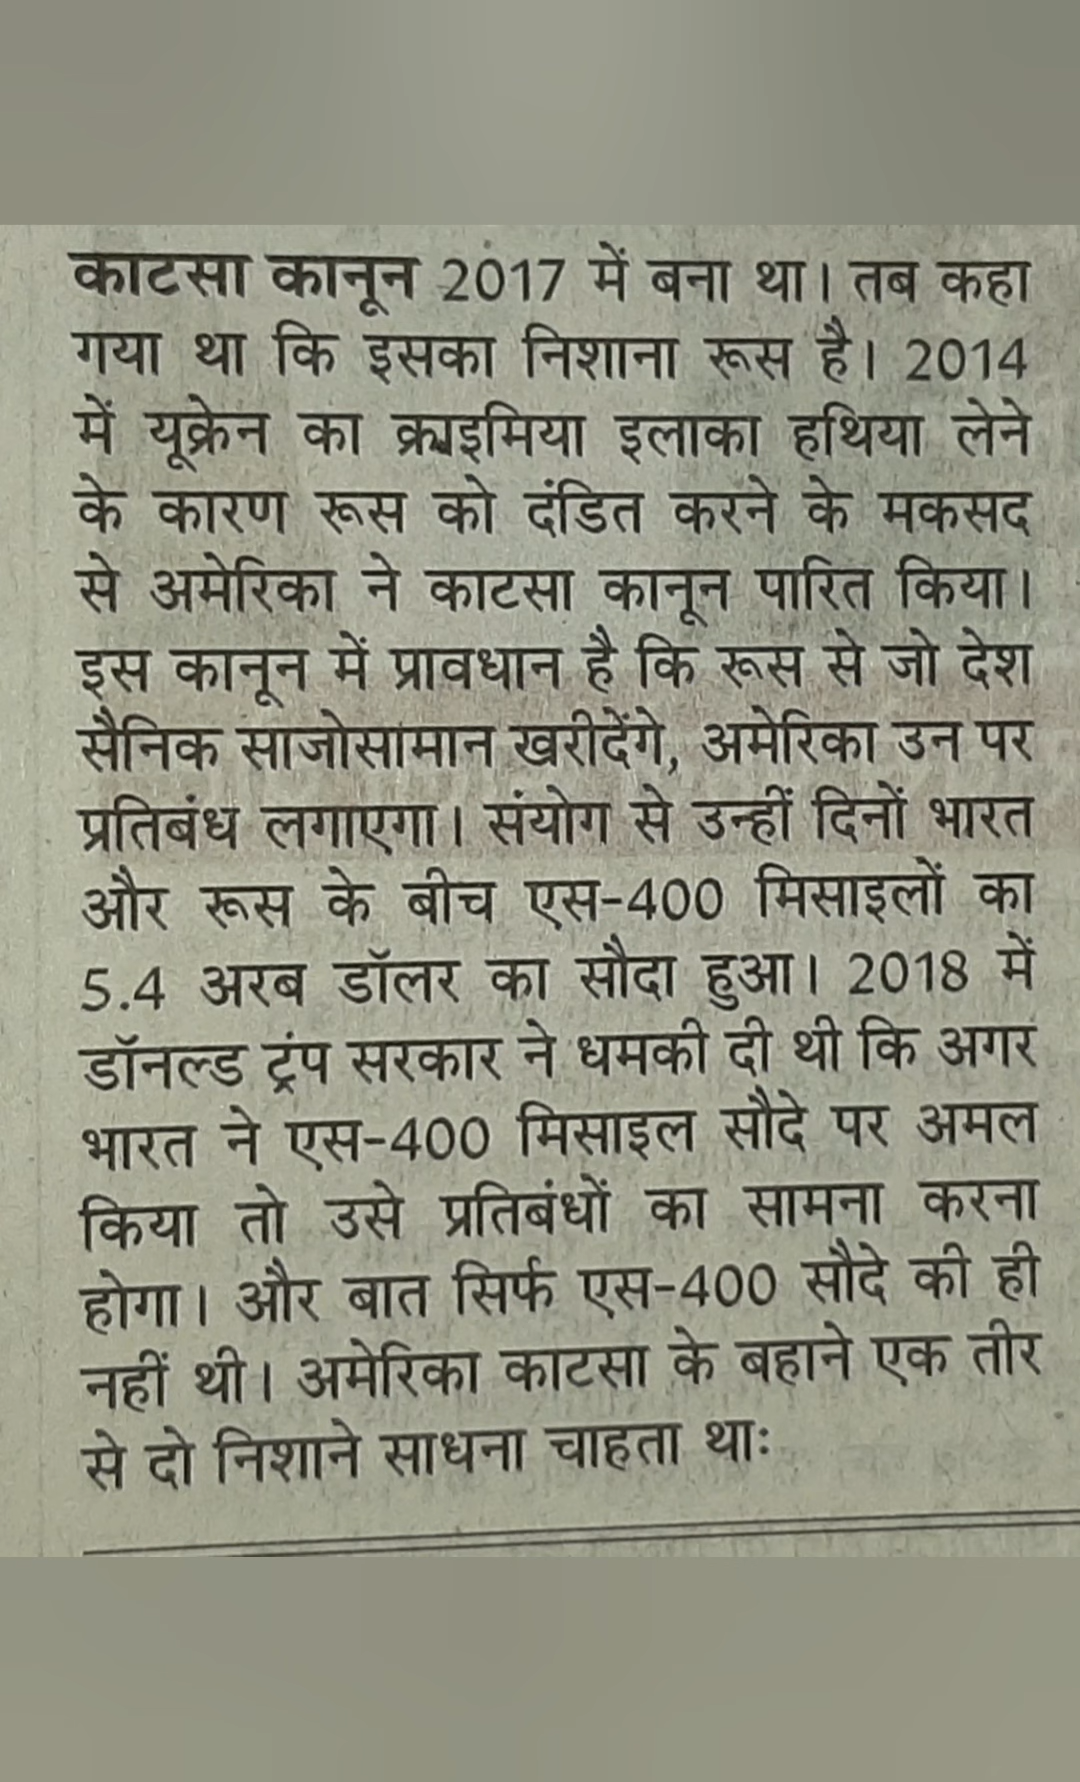 काटसा कानून 2017 में बना था। तब कहा
गया था कि इसका निशाना रूस है। 2014
में यूक्रेन का क्राइमिया इलाका हथिया लेने
के कारण रूस को दंडित करने के मकसद
से अमेरिका ने काटसा कानून पारित किया।
इस कानून में प्रावधान है कि रूस से जो देश
सैनिक साजोसामान खरीदेंगे, अमेरिका उन पर
प्रतिबंध लगाएगा। संयोग से उन्हीं दिनों भारत
और रूस के बीच एस-400 मिसाइलों का
5.4 अरब डॉलर का सौदा हुआ। 2018 में
डॉनल्ड ट्रंप सरकार ने धमकी दी थी कि अगर
भारत ने एस-400 मिसाइल सौदे पर अमल
किया तो उसे प्रतिबंधों का सामना करना
होगा। और बात सिर्फ एस-400 सौदे की ही
नहीं थी। अमेरिका काटसा के बहाने एक तीर
से दो निशाने साधना चाहता थाः